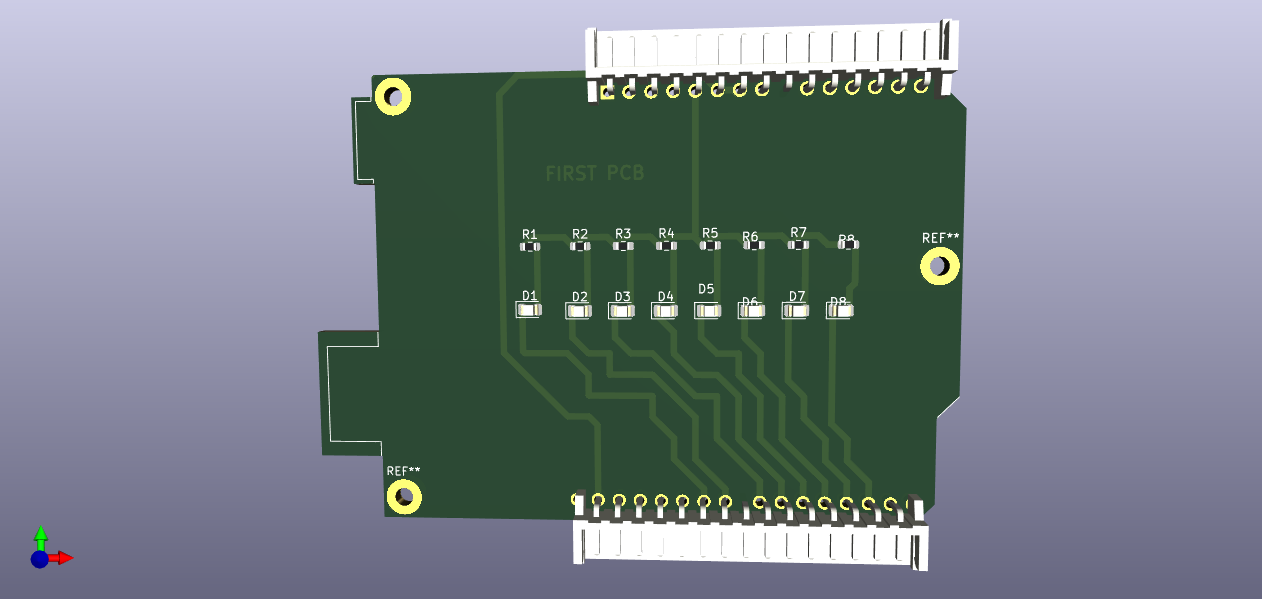 FIRST PCB
R1 R2 R3 R4 R5 R6 R7 R8
REF**
D1 D2 D3 D4 D5 D6 D7 D8
REF**